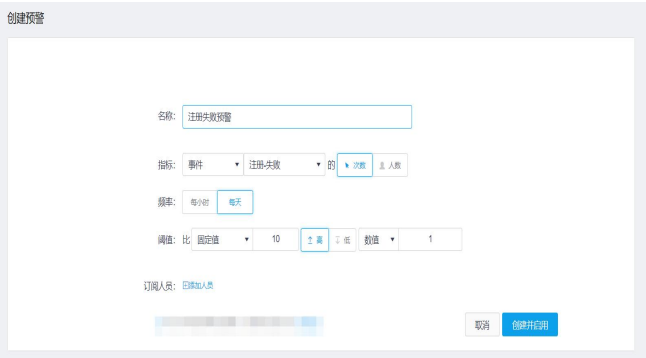 创建预警
名称: 注册失败预警
指标: 事件 注册-失败 的 次数 人数
频率: 每小时 每天
阈值: 比 固定值 10 高 低 数值 1
订阅人员: 添加人员
取消 创建并启用